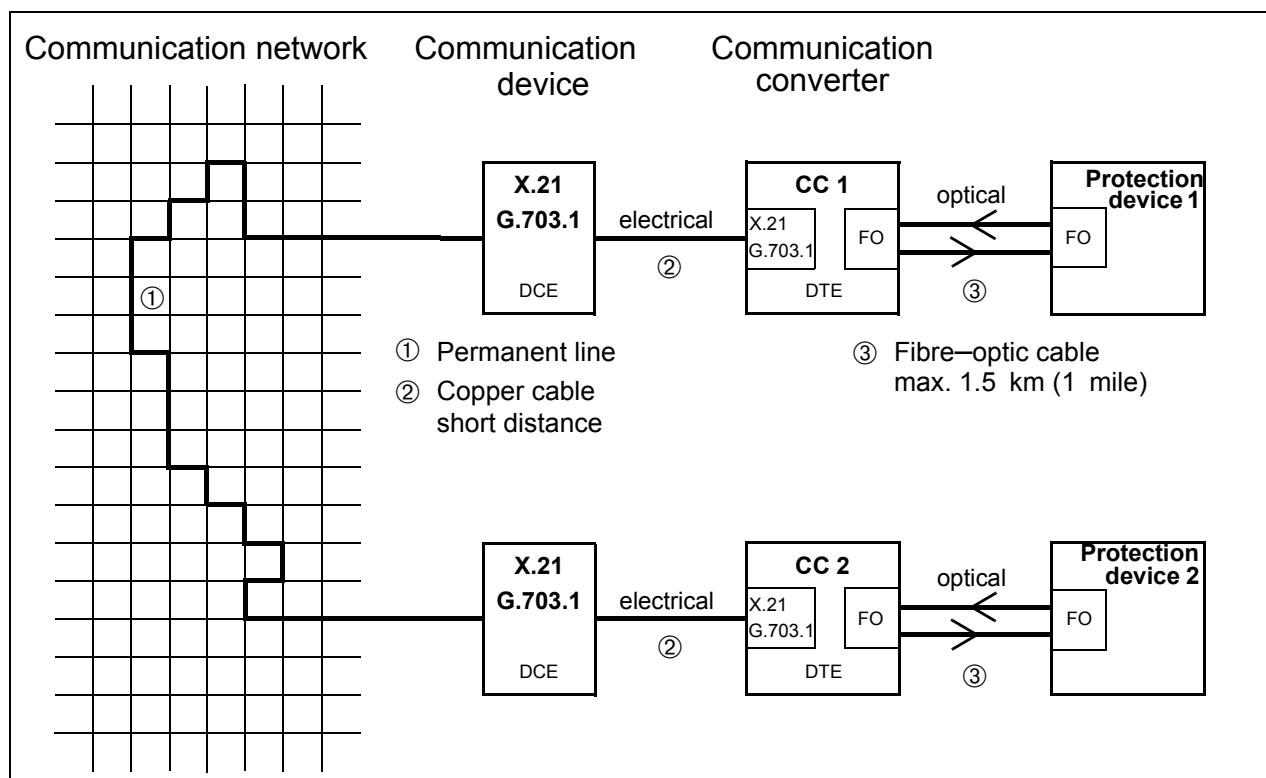 Communication network
Communication
device
Communication
converter
X.21
G.703.1
DCE
electrical
②
CC 1
X.21
G.703.1
FO
DTE
optical
③
Protection
device 1
FO
①
① Permanent line
② Copper cable
short distance
③ Fibre–optic cable
max. 1.5 km (1 mile)
X.21
G.703.1
DCE
electrical
②
CC 2
X.21
G.703.1
FO
DTE
optical
③
Protection
device 2
FO